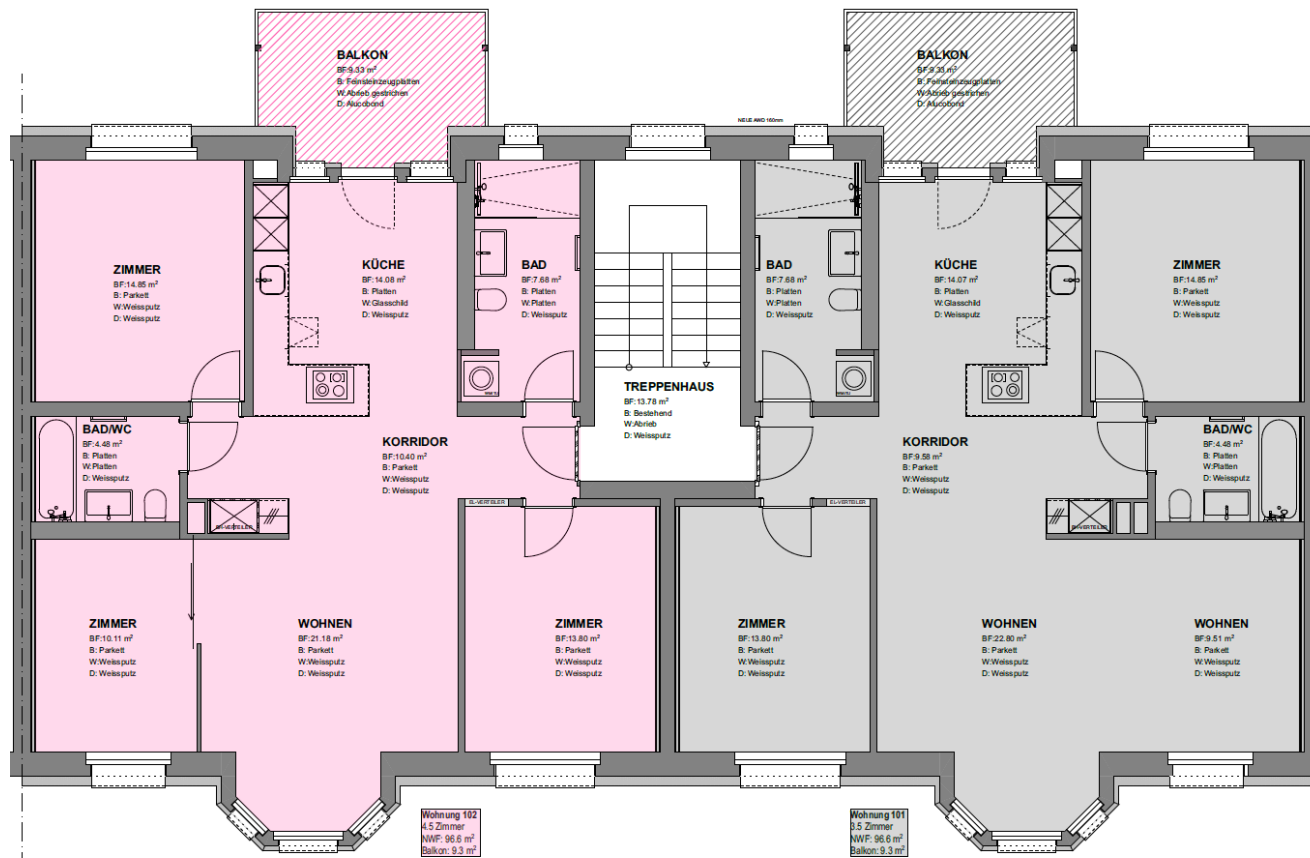 BALKON
BF:9.33 m²
B: Feinsteinzeugplatten
W:Abrieb gestrichen
D: Alucobond
BALKON
BF:9.33 m²
B: Feinsteinzeugplatten
W:Abrieb gestrichen
D: Alucobond
NEUE AWD 160mm
ZIMMER
BF:14.85 m²
B: Parkett
W:Weissputz
D: Weissputz
KÜCHE
BF:14.08 m²
B: Platten
W:Glasschild
D: Weissputz
BAD
BF:7.68 m²
B: Platten
W:Platten
D: Weissputz
BAD
BF:7.68 m²
B: Platten
W:Platten
D: Weissputz
KÜCHE
BF:14.07 m²
B: Platten
W:Glasschild
D: Weissputz
ZIMMER
BF:14.85 m²
B: Parkett
W:Weissputz
D: Weissputz
TREPPENHAUS
BF:13.78 m²
B: Bestehend
W:Abrieb
D: Weissputz
BAD/WC
BF:4.48 m²
B: Platten
W:Platten
D: Weissputz
KORRIDOR
BF:10.40 m²
B: Parkett
W:Weissputz
D: Weissputz
KORRIDOR
BF:9.58 m²
B: Parkett
W:Weissputz
D: Weissputz
BAD/WC
BF:4.48 m²
B: Platten
W:Platten
D: Weissputz
EL-VERTEILER
EL-VERTEILER
BH-VERTEILER
BH-VERTEILER
ZIMMER
BF:10.11 m²
B: Parkett
W:Weissputz
D: Weissputz
WOHNEN
BF:21.18 m²
B: Parkett
W:Weissputz
D: Weissputz
ZIMMER
BF:13.80 m²
B: Parkett
W:Weissputz
D: Weissputz
ZIMMER
BF:13.80 m²
B: Parkett
W:Weissputz
D: Weissputz
WOHNEN
BF:22.80 m²
B: Parkett
W:Weissputz
D: Weissputz
WOHNEN
BF:9.51 m²
B: Parkett
W:Weissputz
D: Weissputz
Wohnung 102
4.5 Zimmer
NWF: 96.6 m²
Balkon: 9.3 m²
Wohnung 101
3.5 Zimmer
NWF: 96.6 m²
Balkon: 9.3 m²